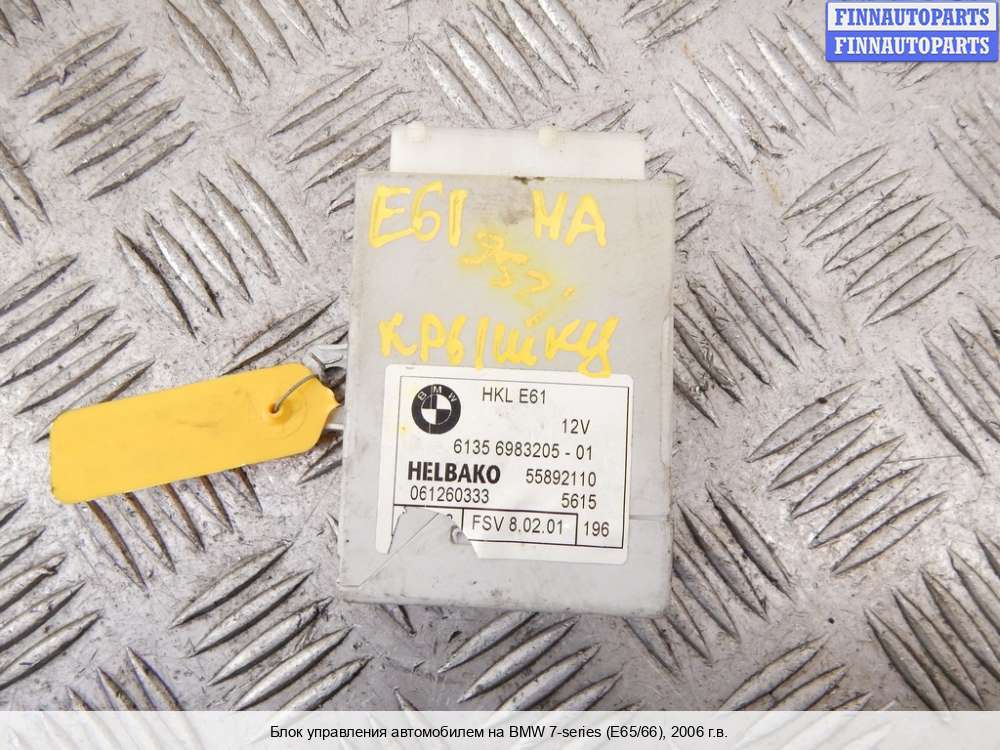 FINNAUTOPARTS
FINNAUTOPARTS
E61 НА
КРЫШКУ
BMW
HKL E61
12V
6135 6983205 - 01
HELBAKO 55892110
061260333 5615
FSV 8.02.01 196
Блок управления автомобилем на BMW 7-series (E65/66), 2006 г.в.